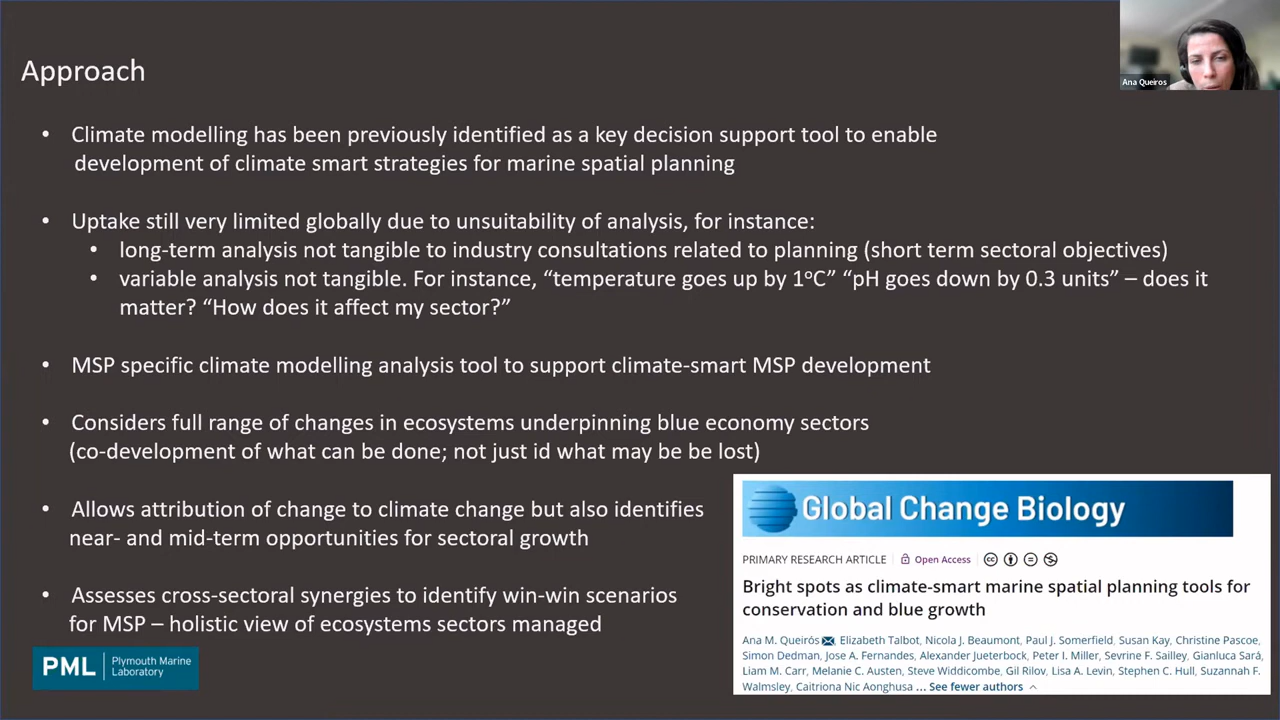 Ana Queiros
Approach
• Climate modelling has been previously identified as a key decision support tool to enable
development of climate smart strategies for marine spatial planning
• Uptake still very limited globally due to unsuitability of analysis, for instance:
• long-term analysis not tangible to industry consultations related to planning (short term sectoral objectives)
• variable analysis not tangible. For instance, “temperature goes up by 1°C” “pH goes down by 0.3 units” – does it
matter? “How does it affect my sector?”
• MSP specific climate modelling analysis tool to support climate-smart MSP development
• Considers full range of changes in ecosystems underpinning blue economy sectors
(co-development of what can be done; not just id what may be be lost)
• Allows attribution of change to climate change but also identifies
near- and mid-term opportunities for sectoral growth
• Assesses cross-sectoral synergies to identify win-win scenarios
for MSP – holistic view of ecosystems sectors managed
PML | Plymouth Marine
Laboratory
Global Change Biology
PRIMARY RESEARCH ARTICLE | Open Access
Bright spots as climate-smart marine spatial planning tools for
conservation and blue growth
Ana M. Queirós, Elizabeth Talbot, Nicola J. Beaumont, Paul J. Somerfield, Susan Kay, Christine Pascoe,
Simon Dedman, Jose A. Fernandes, Alexander Jueterbock, Peter I. Miller, Sevrine F. Sailley, Gianluca Sará,
Liam M. Carr, Melanie C. Austen, Steve Widdicombe, Gil Rilov, Lisa A. Levin, Stephen C. Hull, Suzannah F.
Walmsley, Caitriona Nic Aonghusa ... See fewer authors